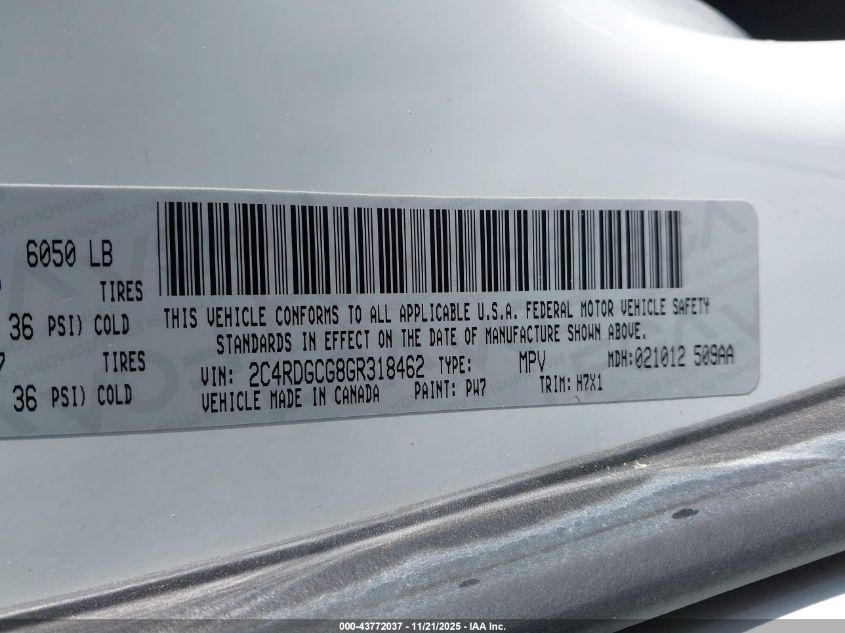 6050 LB
TIRES
36 PSI) COLD
TIRES
36 PSI) COLD
THIS VEHICLE CONFORMS TO ALL APPLICABLE U.S.A. FEDERAL MOTOR VEHICLE SAFETY
STANDARDS IN EFFECT ON THE DATE OF MANUFACTURE SHOWN ABOVE.
VIN: 2C4RDGCG8GR318462 TYPE: MPV MDH:021012 509AA
VEHICLE MADE IN CANADA PAINT: PW7 TRIM: H7X1
000-43772037 - 11/21/2025 - IAA Inc.